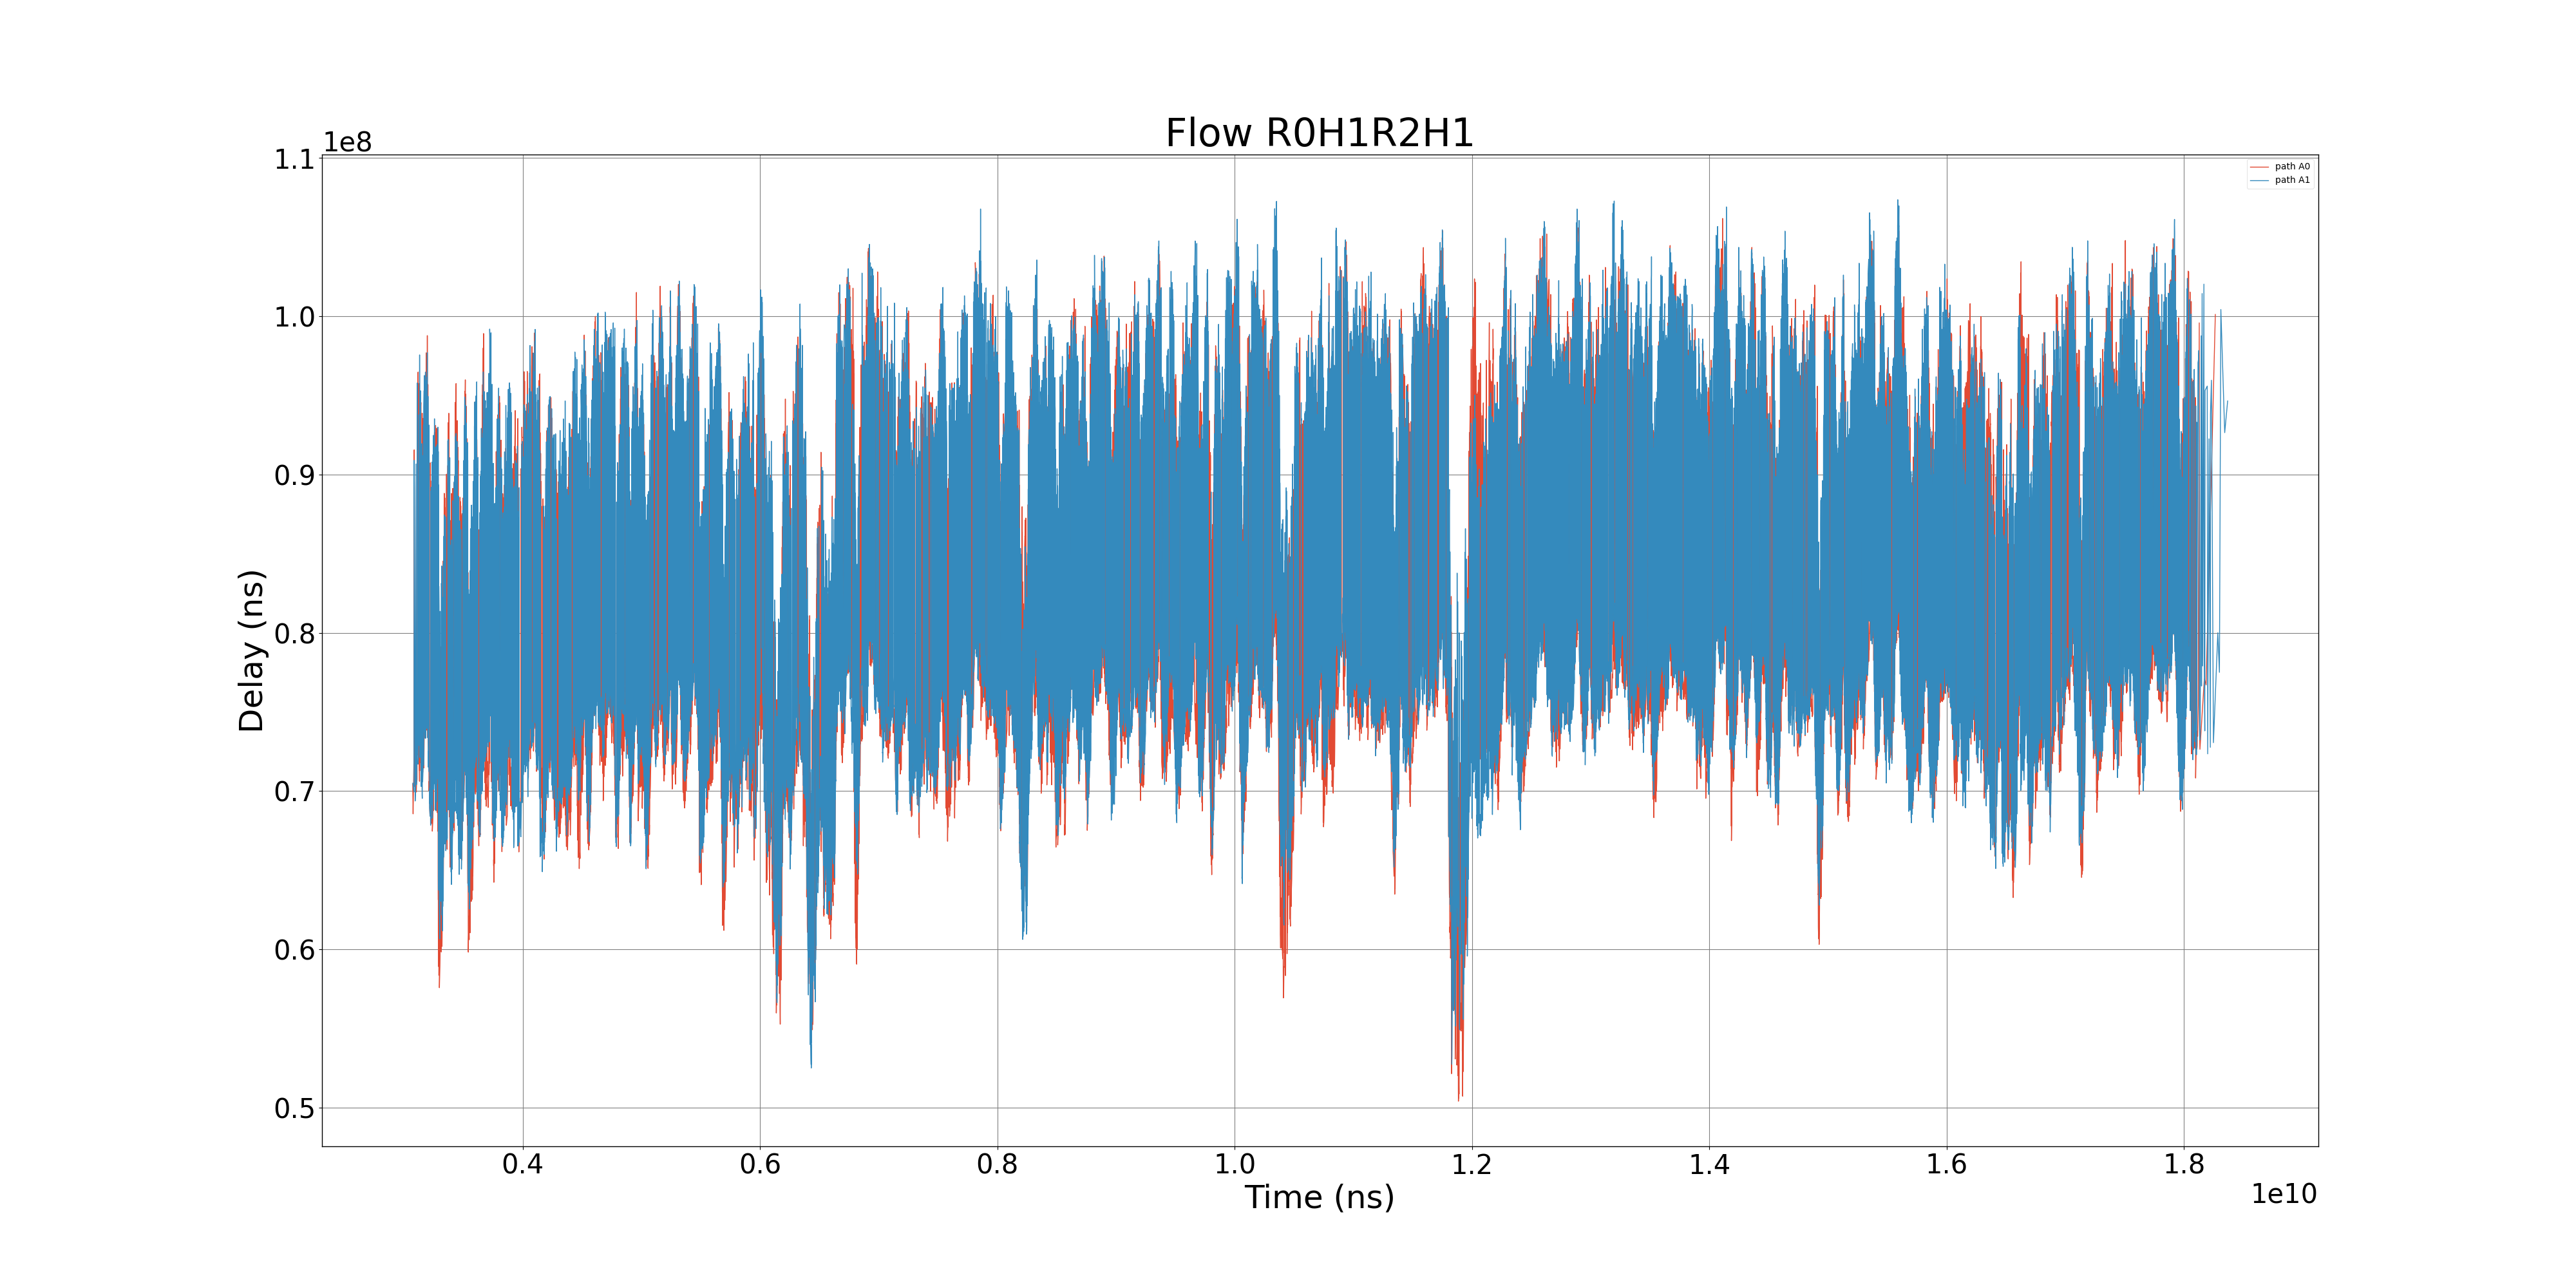 Flow R0H1R2H1
1e8
1.1
1.0
0.9
0.8
0.7
0.6
0.5
Delay (ns)
path A0
path A1
0.4 0.6 0.8 1.0 1.2 1.4 1.6 1.8
1e10
Time (ns)